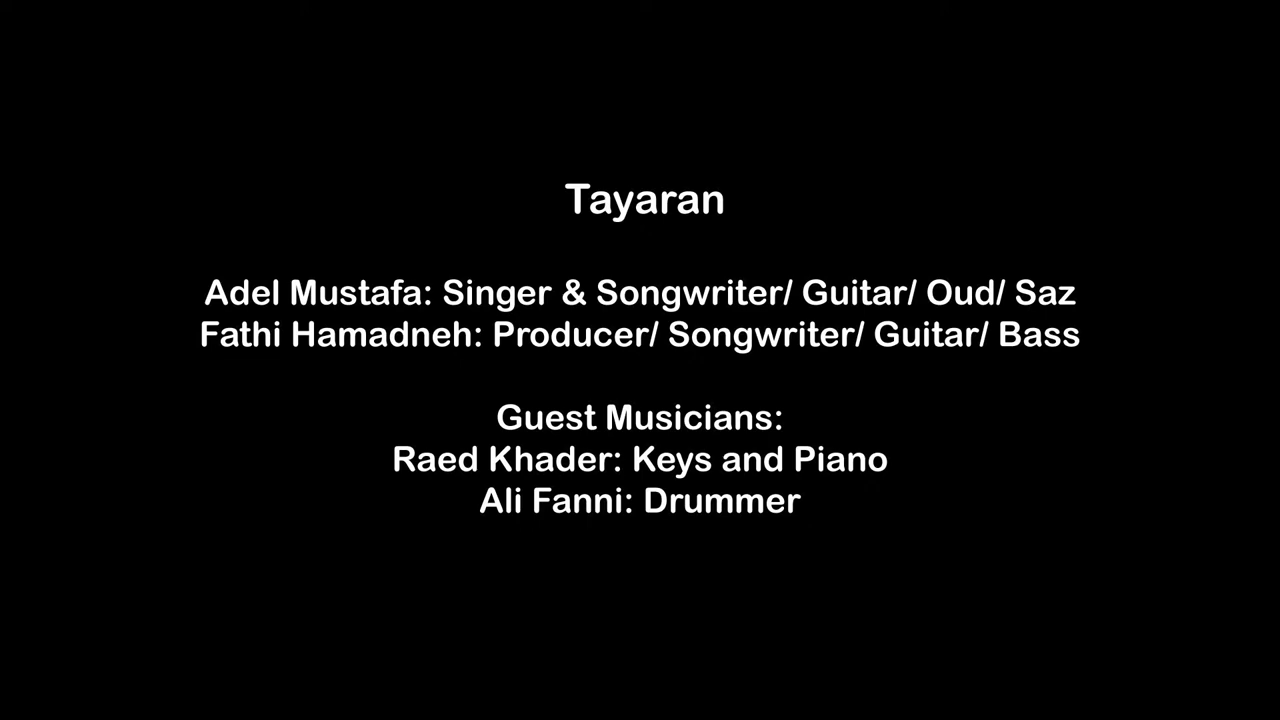 Tayaran
Adel Mustafa: Singer & Songwriter/ Guitar/ Oud/ Saz
Fathi Hamadneh: Producer/ Songwriter/ Guitar/ Bass
Guest Musicians:
Raed Khader: Keys and Piano
Ali Fanni: Drummer